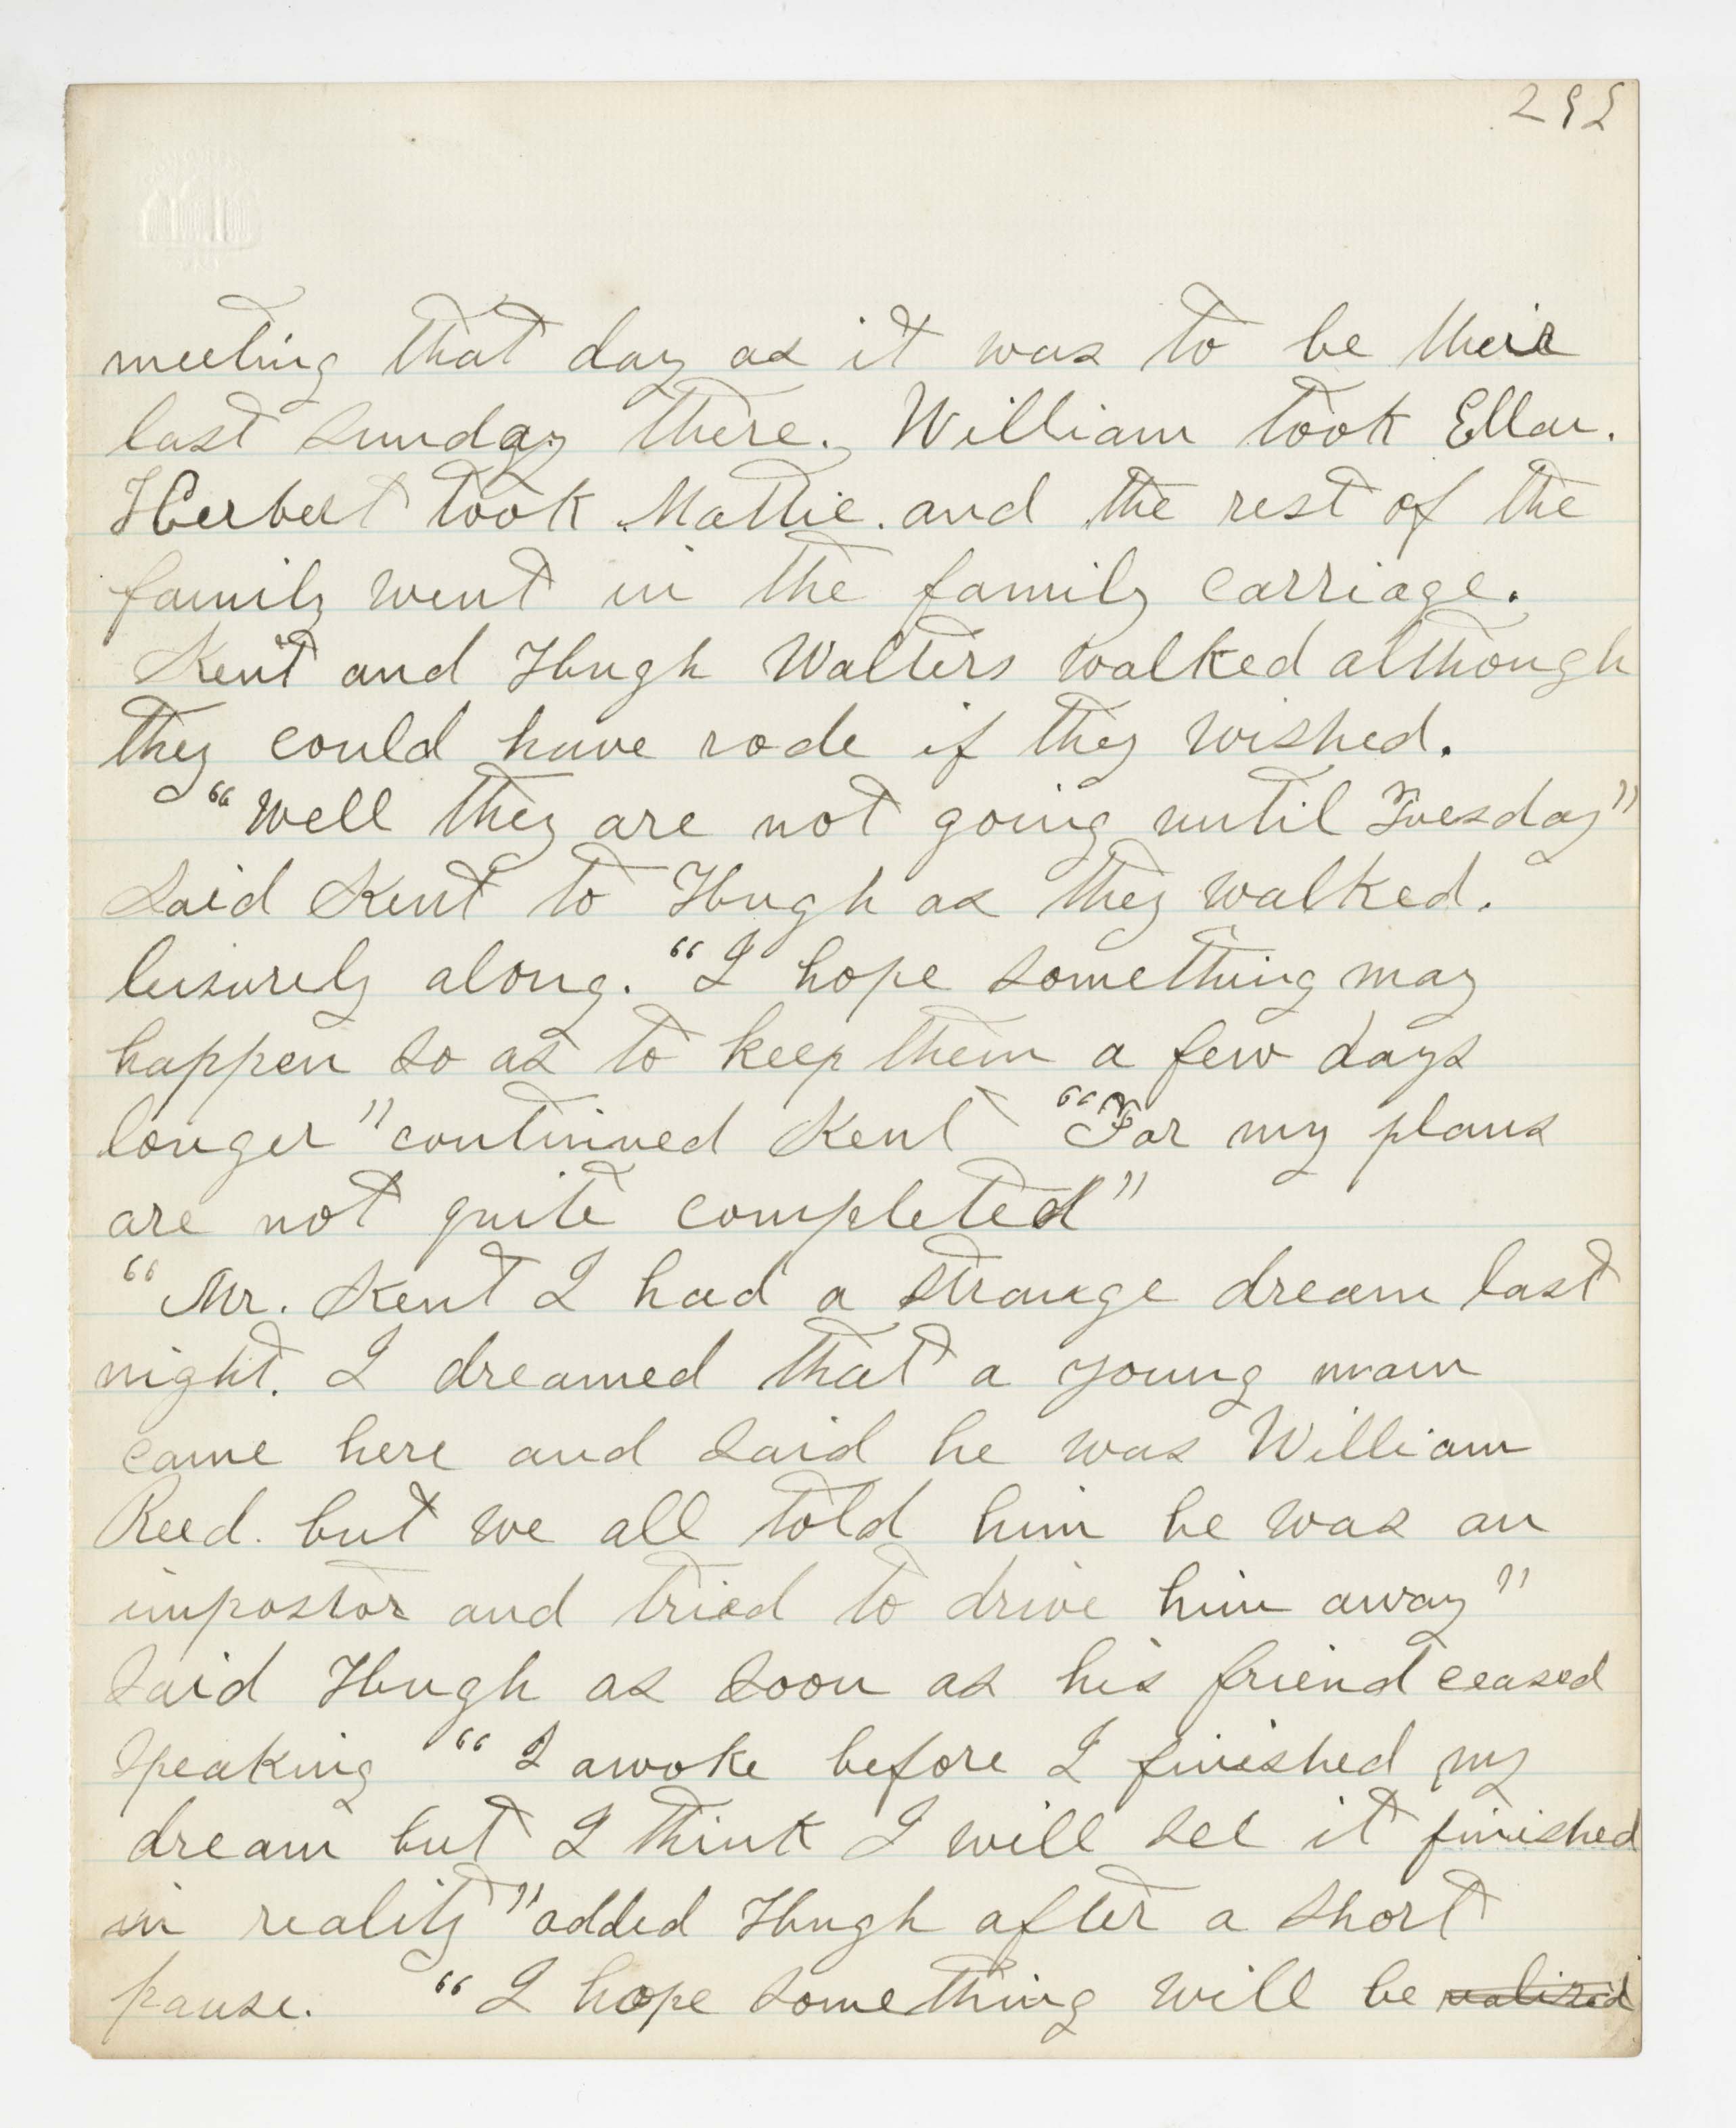 292
meeting that day as it was to be their
last Sunday there. William took Ella.
Herbert took Mattie. and the rest of the
family went in the family carriage.
Kent and Hugh Walters walked although
they could have rode if they wished.
"Well they are not going until Tuesday"
Said Kent to Hugh as they walked.
leisurely along. "I hope something may
happen so as to keep them a few days
longer" continued Kent "For my plans
are not quite completed"
"Mr. Kent I had a strange dream last
night. I dreamed that a young man
came here and said he was William
Reed. but we all told him he was an
impostor and tried to drive him away"
Said Hugh as soon as his friend ceased
Speaking "I awoke before I finished my
dream but I think I will see it finished
in reality" added Hugh after a short
pause. "I hope something will be realized